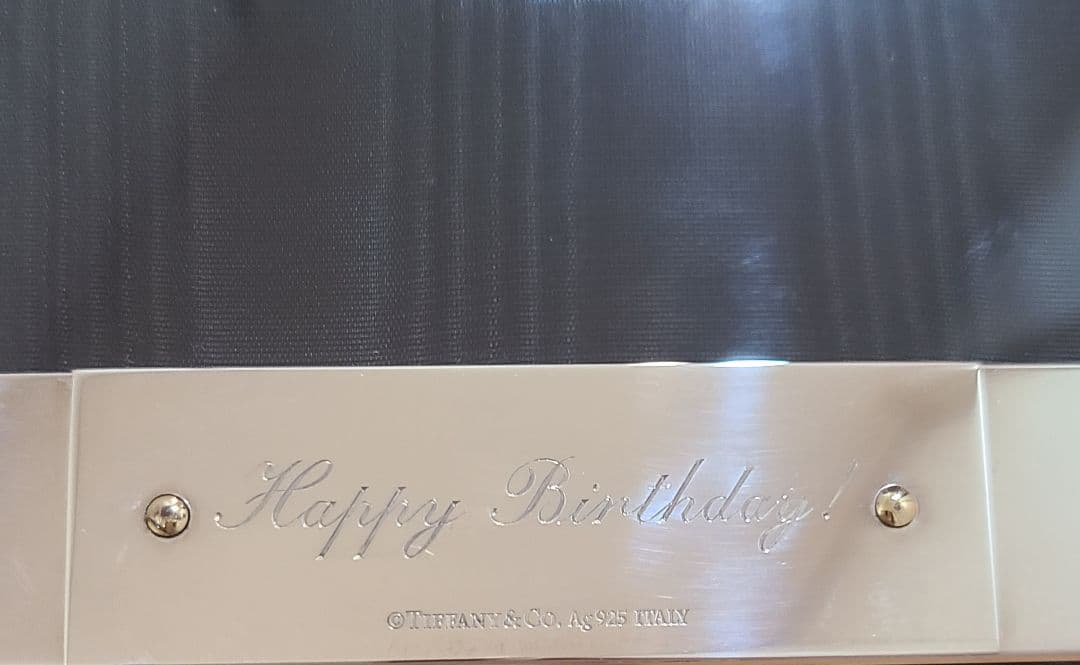 Happy Birthday!
©TIFFANY & CO. Ag925 ITALY